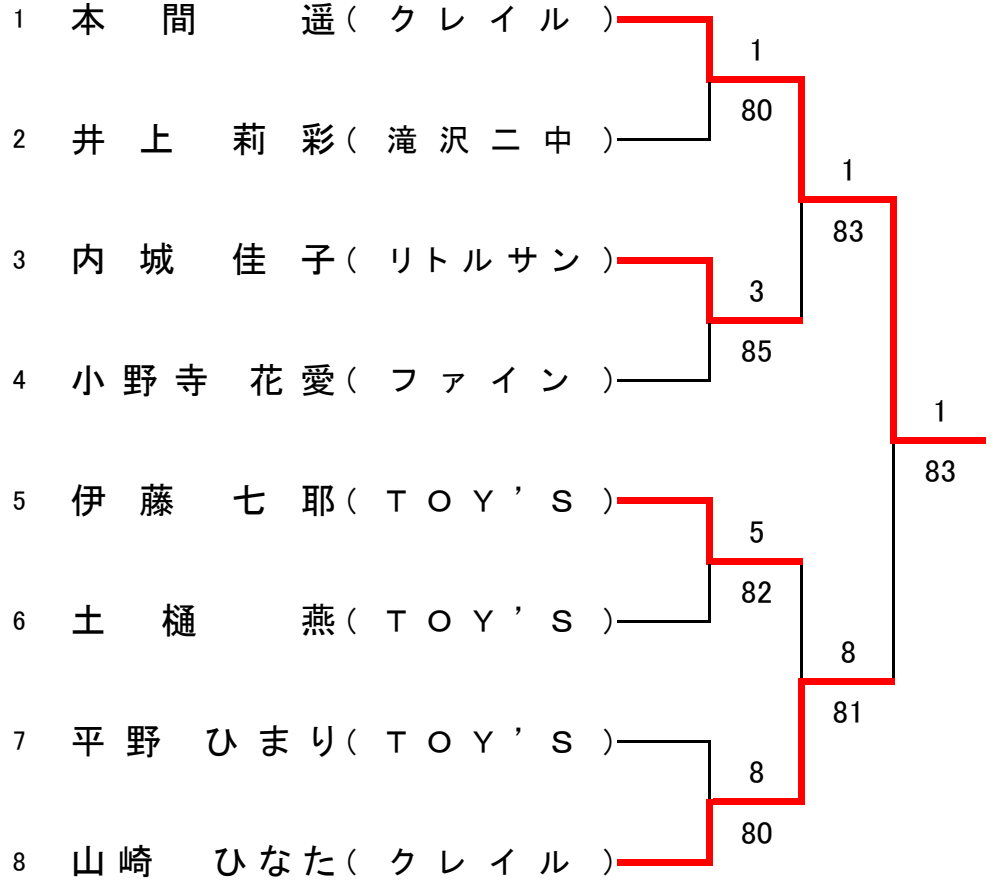 1 本間 遥(クレイル)
1
80
2 井上 莉彩(滝沢二中)
1
83
3 内城 佳子(リトルサン)
3
85
4 小野寺 花愛(ファイン)
1
83
5 伊藤 七耶(TOY'S)
5
82
6 土樋 燕(TOY'S)
8
81
7 平野 ひまり(TOY'S)
8
80
8 山崎 ひなた(クレイル)